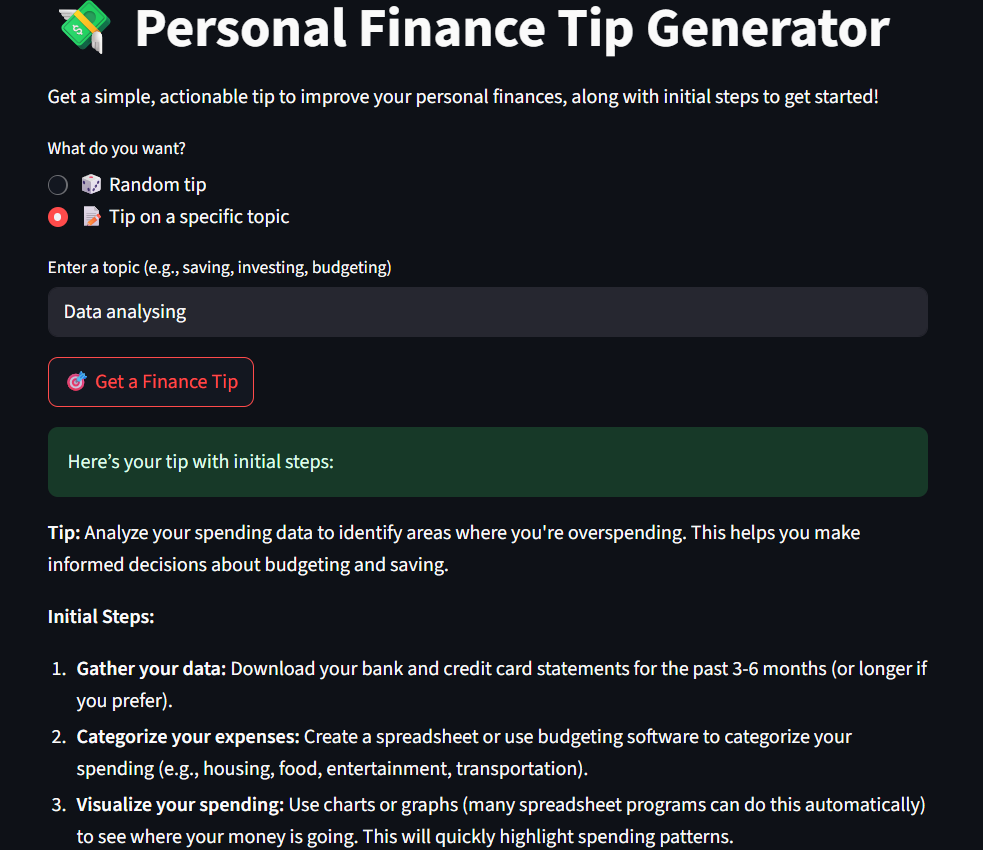 Personal Finance Tip Generator
Get a simple, actionable tip to improve your personal finances, along with initial steps to get started!
What do you want?
Random tip
Tip on a specific topic
Enter a topic (e.g., saving, investing, budgeting)
Data analysing
Get a Finance Tip
Here’s your tip with initial steps:
Tip: Analyze your spending data to identify areas where you're overspending. This helps you make
informed decisions about budgeting and saving.
Initial Steps:
1. Gather your data: Download your bank and credit card statements for the past 3-6 months (or longer if
you prefer).
2. Categorize your expenses: Create a spreadsheet or use budgeting software to categorize your
spending (e.g., housing, food, entertainment, transportation).
3. Visualize your spending: Use charts or graphs (many spreadsheet programs can do this automatically)
to see where your money is going. This will quickly highlight spending patterns.